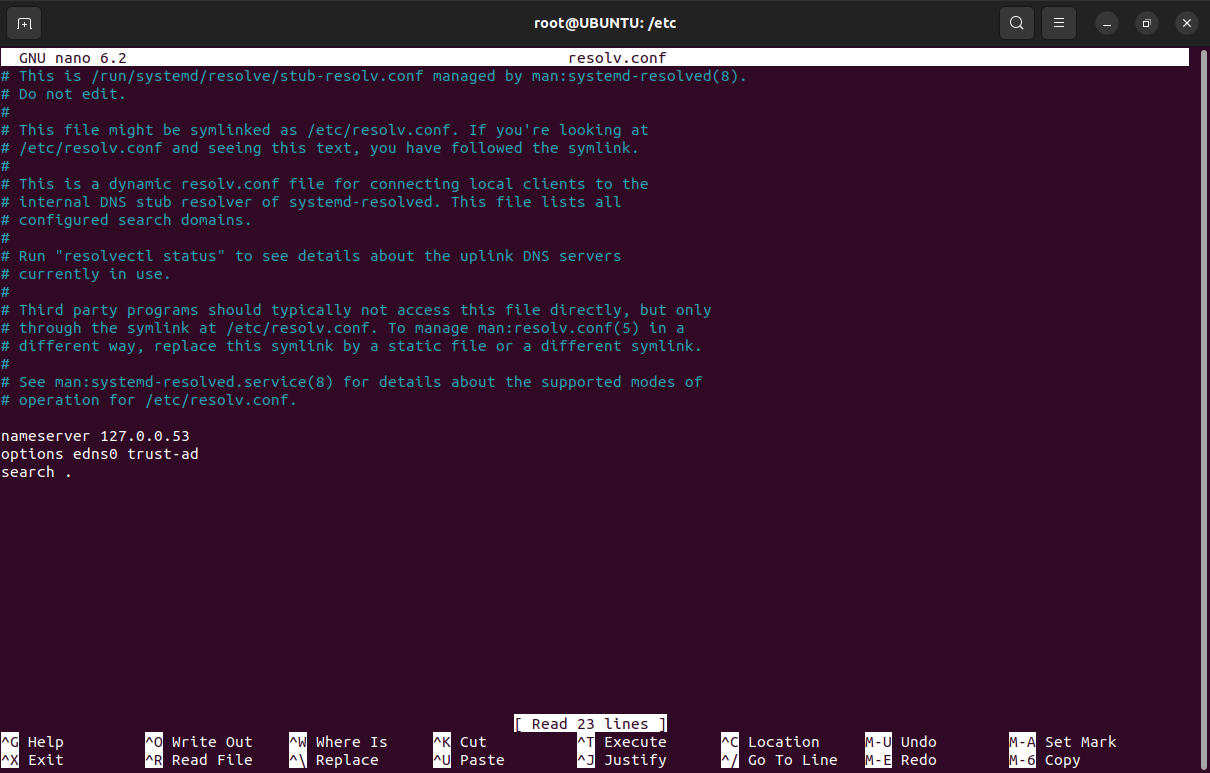 root@UBUNTU: /etc
GNU nano 6.2 resolv.conf
# This is /run/systemd/resolve/stub-resolv.conf managed by man:systemd-resolved(8).
# Do not edit.
#
# This file might be symlinked as /etc/resolv.conf. If you're looking at
# /etc/resolv.conf and seeing this text, you have followed the symlink.
#
# This is a dynamic resolv.conf file for connecting local clients to the
# internal DNS stub resolver of systemd-resolved. This file lists all
# configured search domains.
#
# Run "resolvectl status" to see details about the uplink DNS servers
# currently in use.
#
# Third party programs should typically not access this file directly, but only
# through the symlink at /etc/resolv.conf. To manage man:resolv.conf(5) in a
# different way, replace this symlink by a static file or a different symlink.
#
# See man:systemd-resolved.service(8) for details about the supported modes of
# operation for /etc/resolv.conf.
nameserver 127.0.0.53
options edns0 trust-ad
search .
[ Read 23 lines ]
^G Help ^O Write Out ^W Where Is ^K Cut ^T Execute ^C Location M-U Undo M-A Set Mark
^X Exit ^R Read File ^\ Replace ^U Paste ^J Justify ^/ Go To Line M-E Redo M-6 Copy